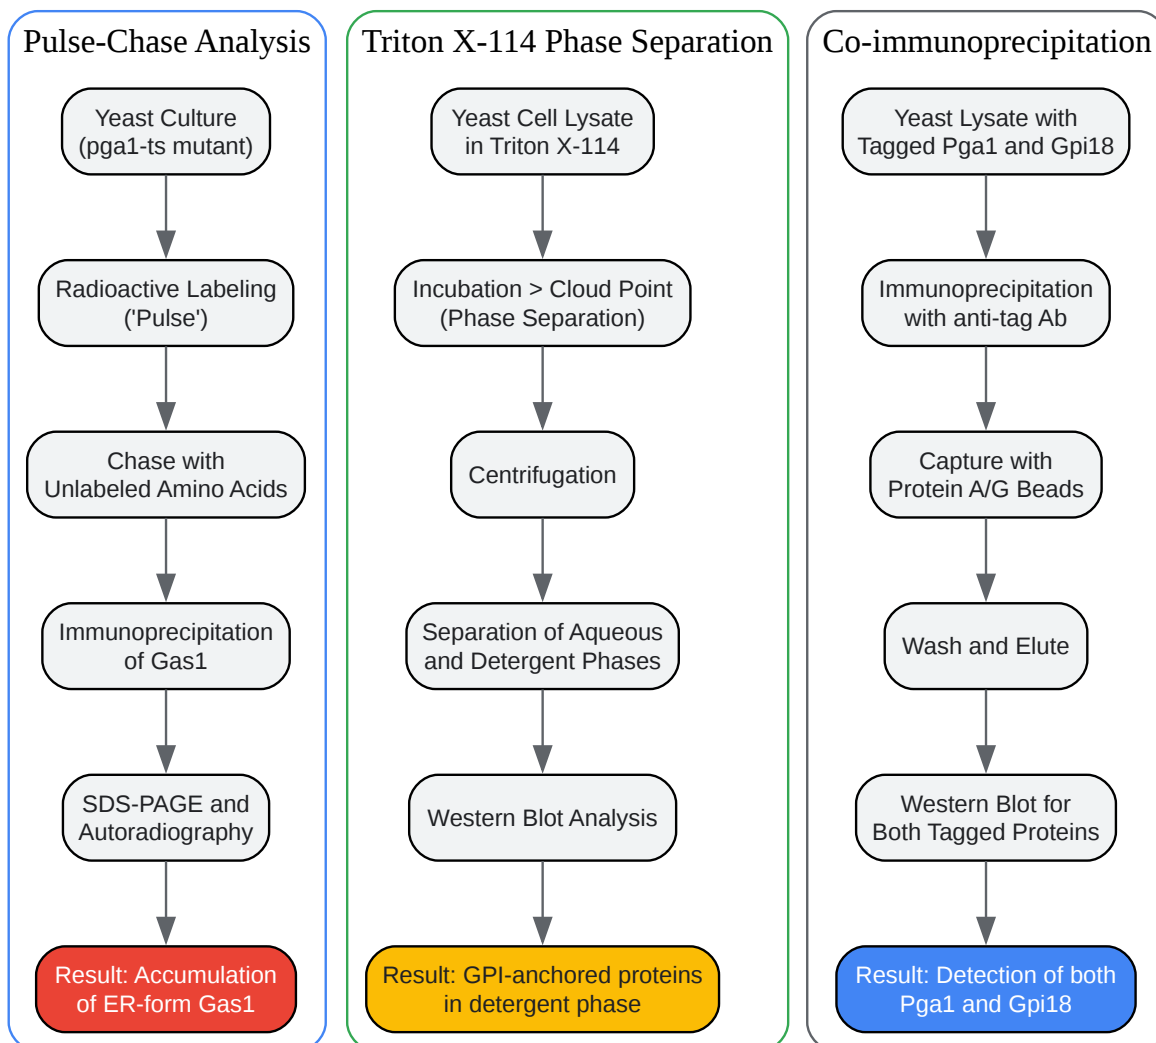 Pulse-Chase Analysis
Yeast Culture
(pga1-ts mutant)
Radioactive Labeling
('Pulse')
Chase with
Unlabeled Amino Acids
Immunoprecipitation
of Gas1
SDS-PAGE and
Autoradiography
Result: Accumulation
of ER-form Gas1
Triton X-114 Phase Separation
Yeast Cell Lysate
in Triton X-114
Incubation > Cloud Point
(Phase Separation)
Centrifugation
Separation of Aqueous
and Detergent Phases
Western Blot Analysis
Result: GPI-anchored proteins
in detergent phase
Co-immunoprecipitation
Yeast Lysate with
Tagged Pga1 and Gpi18
Immunoprecipitation
with anti-tag Ab
Capture with
Protein A/G Beads
Wash and Elute
Western Blot for
Both Tagged Proteins
Result: Detection of both
Pga1 and Gpi18